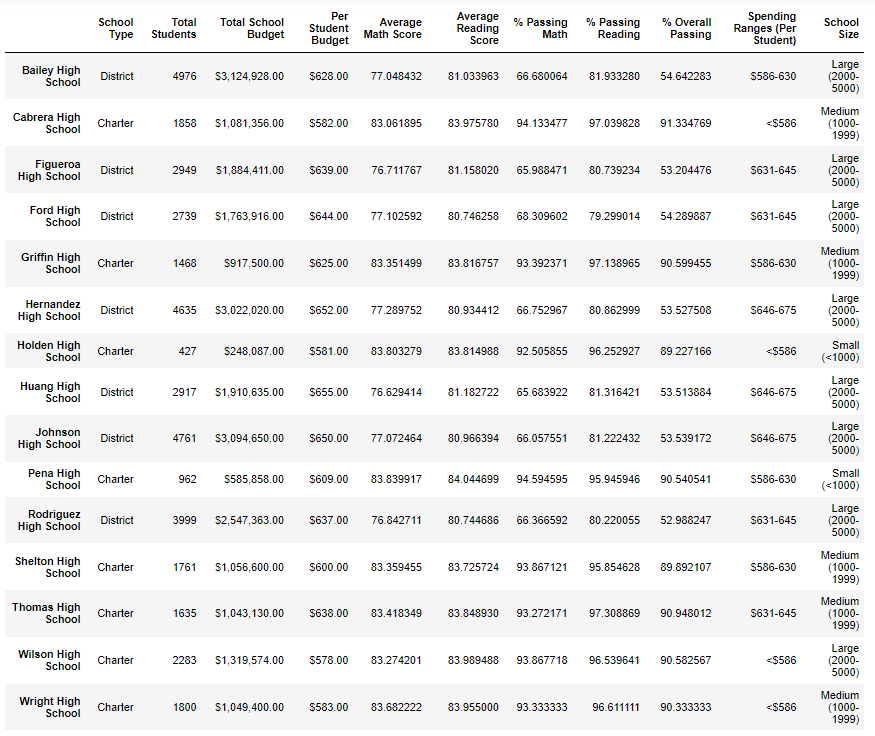 School Type Total Students Total School Budget Per Student Budget Average Math Score Average Reading Score % Passing Math % Passing Reading % Overall Passing Spending Ranges (Per Student) School Size
Bailey High School District 4976 $3,124,928.00 $628.00 77.048432 81.033963 66.680064 81.933280 54.642283 $586-630 Large (2000-5000)
Cabrera High School Charter 1858 $1,081,356.00 $582.00 83.061895 83.975780 94.133477 97.039828 91.334769 <$586 Medium (1000-1999)
Figueroa High School District 2949 $1,884,411.00 $639.00 76.711767 81.158020 65.988471 80.739234 53.204476 $631-645 Large (2000-5000)
Ford High School District 2739 $1,763,916.00 $644.00 77.102592 80.746258 68.309602 79.299014 54.289887 $631-645 Large (2000-5000)
Griffin High School Charter 1468 $917,500.00 $625.00 83.351499 83.816757 93.392371 97.138965 90.599455 $586-630 Medium (1000-1999)
Hernandez High School District 4635 $3,022,020.00 $652.00 77.289752 80.934412 66.752967 80.862999 53.527508 $646-675 Large (2000-5000)
Holden High School Charter 427 $248,087.00 $581.00 83.803279 83.814988 92.505855 96.252927 89.227166 <$586 Small (<1000)
Huang High School District 2917 $1,910,635.00 $655.00 76.629414 81.182722 65.683922 81.316421 53.513884 $646-675 Large (2000-5000)
Johnson High School District 4761 $3,094,650.00 $650.00 77.072464 80.966394 66.057551 81.222432 53.539172 $646-675 Large (2000-5000)
Pena High School Charter 962 $585,858.00 $609.00 83.839917 84.044699 94.594595 95.945946 90.540541 $586-630 Small (<1000)
Rodriguez High School District 3999 $2,547,363.00 $637.00 76.842711 80.744686 66.366592 80.220055 52.988247 $631-645 Large (2000-5000)
Shelton High School Charter 1761 $1,056,600.00 $600.00 83.359455 83.725724 93.867121 95.854628 89.892107 $586-630 Medium (1000-1999)
Thomas High School Charter 1635 $1,043,130.00 $638.00 83.418349 83.848930 93.272171 97.308869 90.948012 $631-645 Medium (1000-1999)
Wilson High School Charter 2283 $1,319,574.00 $578.00 83.274201 83.989488 93.867718 96.539641 90.582567 <$586 Large (2000-5000)
Wright High School Charter 1800 $1,049,400.00 $583.00 83.682222 83.955000 93.333333 96.611111 90.333333 <$586 Medium (1000-1999)